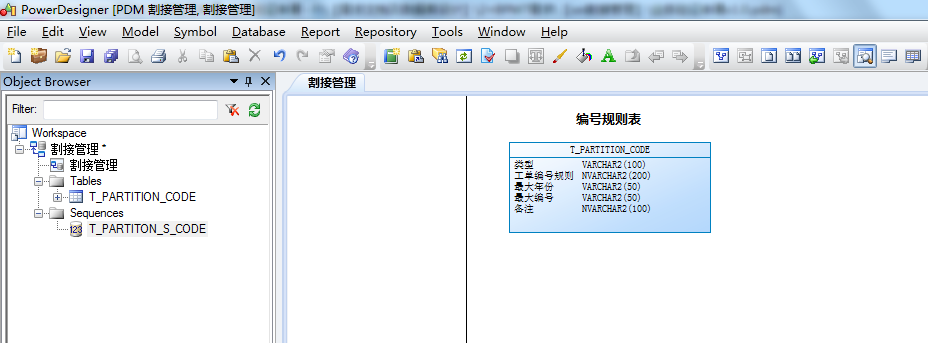 PowerDesigner [PDM 割接管理, 割接管理]
File Edit View Model Symbol Database Report Repository Tools Window Help
Object Browser
割接管理
Filter:
Workspace
割接管理 *
割接管理
Tables
T_PARTITION_CODE
Sequences
123 T_PARTITON_S_CODE
编号规则表
T_PARTITION_CODE
类型 VARCHAR2(100)
工单编号规则 NVARCHAR2(200)
最大年份 VARCHAR2(50)
最大编号 VARCHAR2(50)
备注 NVARCHAR2(100)